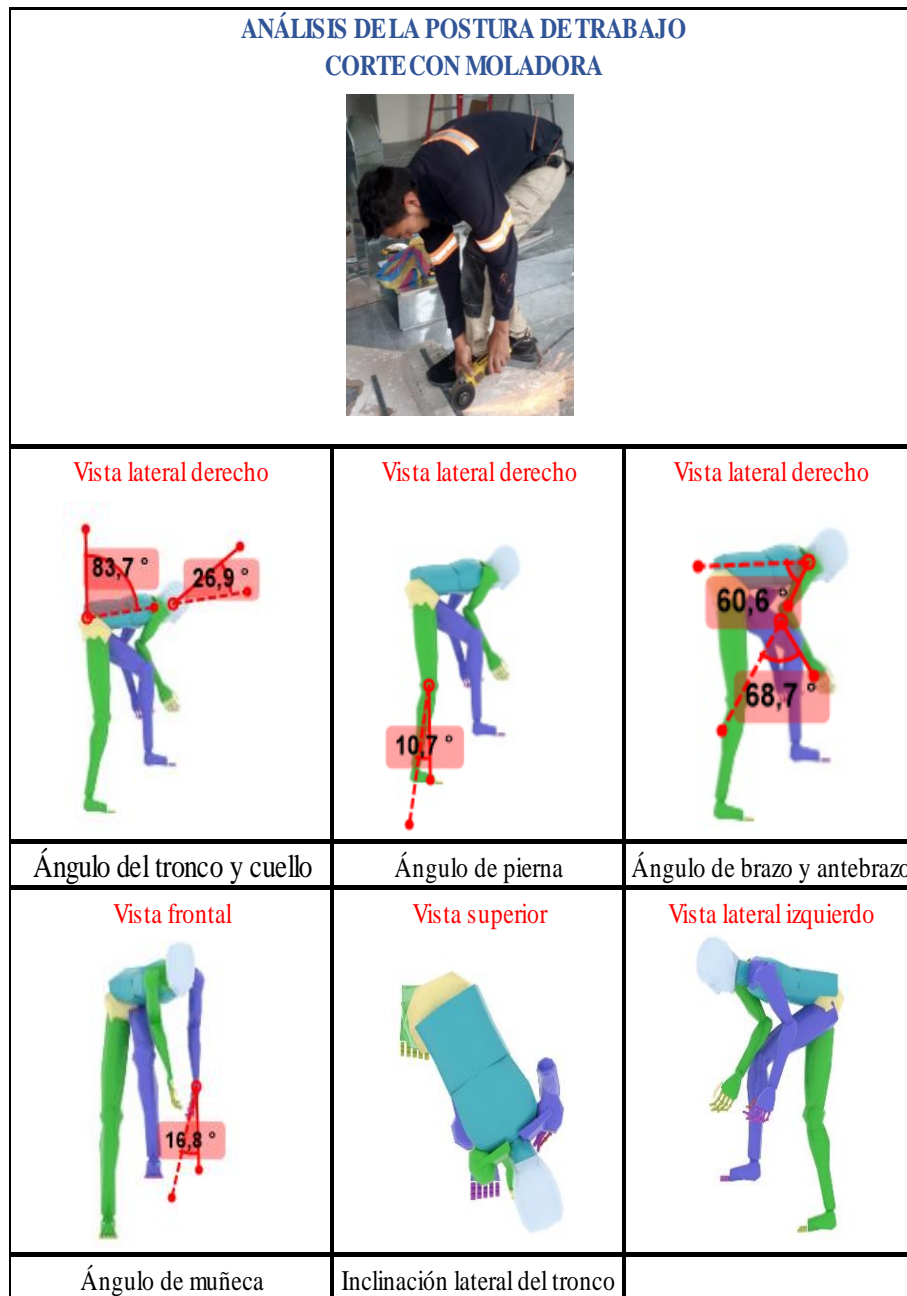 ANÁLISIS DE LA POSTURA DE TRABAJO
CORTE CON MOLADORA
Vista lateral derecho
Vista lateral derecho
Vista lateral derecho
83,7 °
26,9 °
10,7 °
60,6 °
68,7 °
Ángulo del tronco y cuello
Ángulo de pierna
Ángulo de brazo y antebrazo
Vista frontal
Vista superior
Vista lateral izquierdo
16,8 °
Ángulo de muñeca
Inclinación lateral del tronco